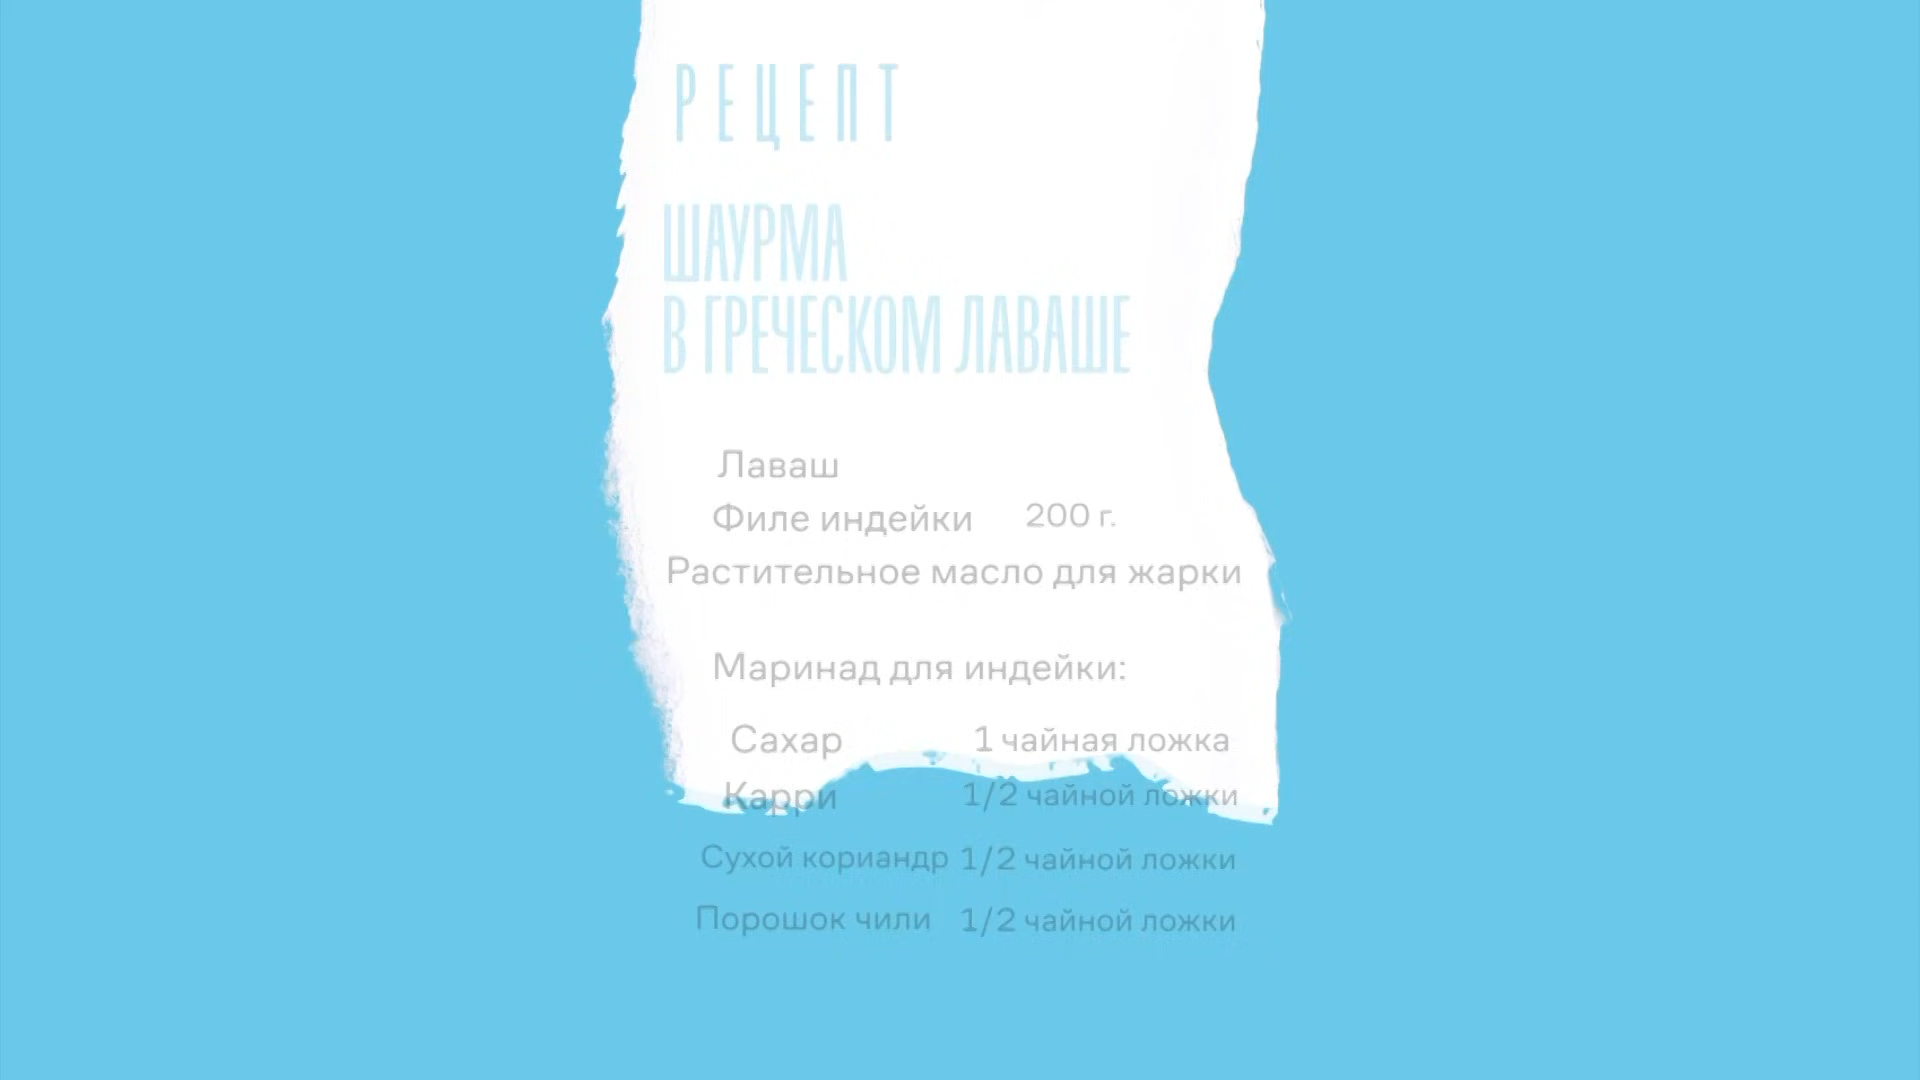 РЕЦЕПТ
ШАУРМА
В ГРЕЧЕСКОМ ЛАВАШЕ
Лаваш
Филе индейки 200 г.
Растительное масло для жарки
Маринад для индейки:
Сахар 1 чайная ложка
Карри 1/2 чайной ложки
Сухой кориандр 1/2 чайной ложки
Порошок чили 1/2 чайной ложки